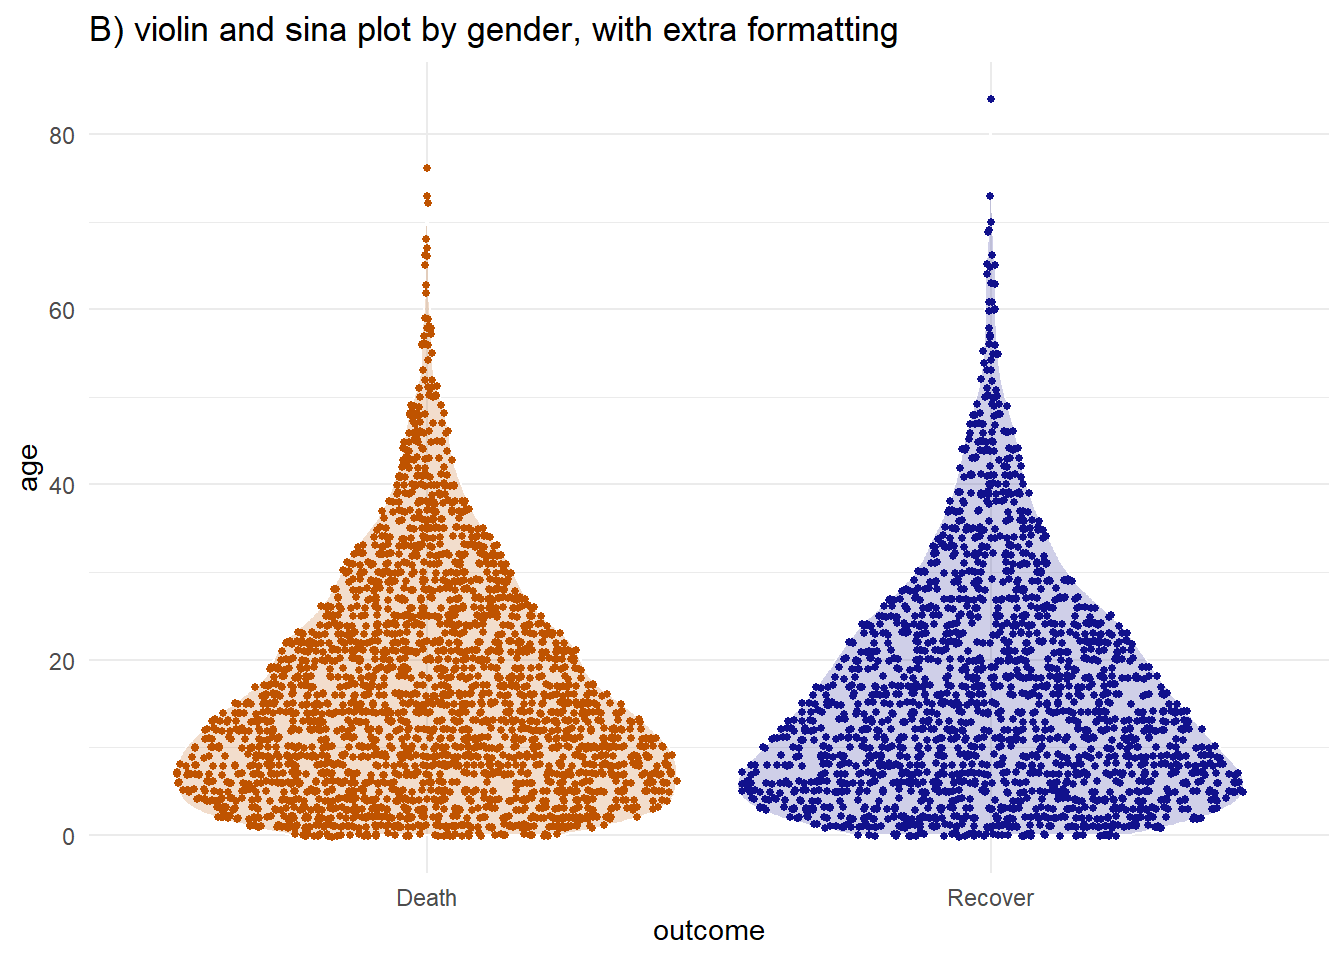 B) violin and sina plot by gender, with extra formatting
80
60
age
40
20
0
Death
Recover
outcome